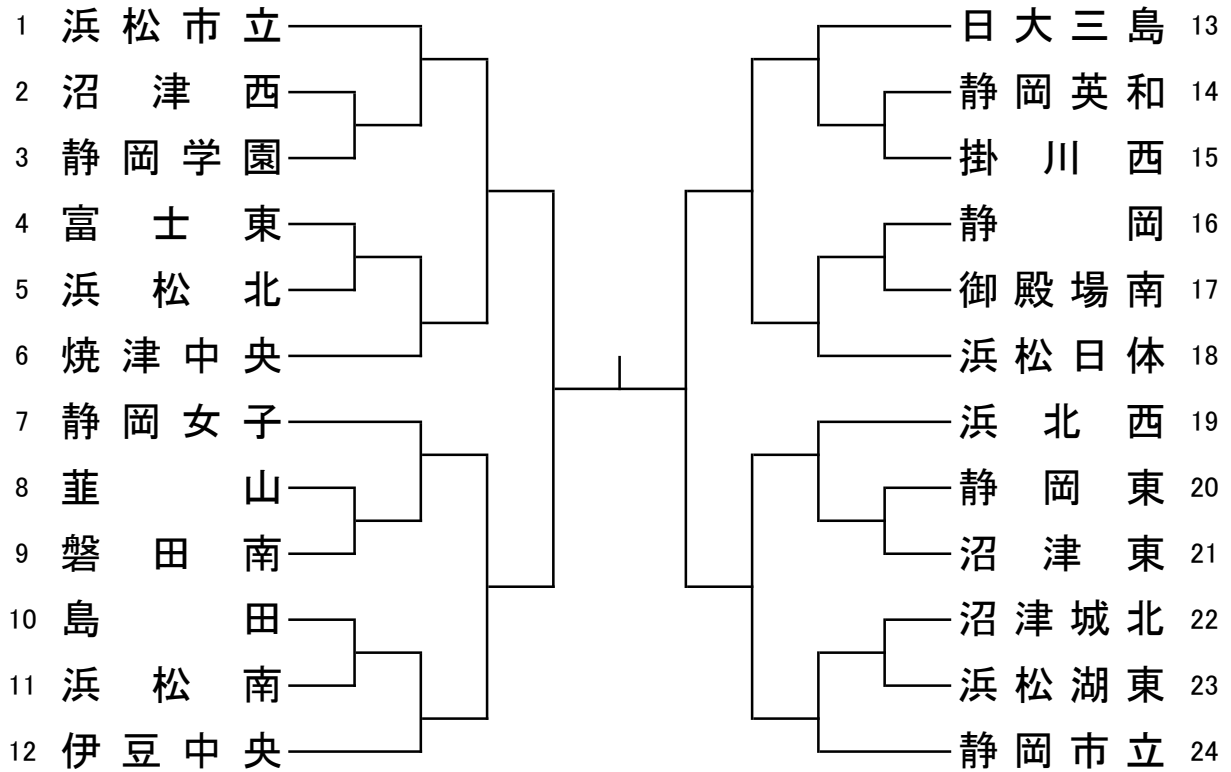 1 浜松市立
2 沼津西
3 静岡学園
4 富士東
5 浜松北
6 焼津中央
7 静岡女子
8 韮山
9 磐田南
10 島田
11 浜松南
12 伊豆中央
日大三島 13
静岡英和 14
掛川西 15
静岡 16
御殿場南 17
浜松日体 18
浜北西 19
静岡東 20
沼津東 21
沼津城北 22
浜松湖東 23
静岡市立 24